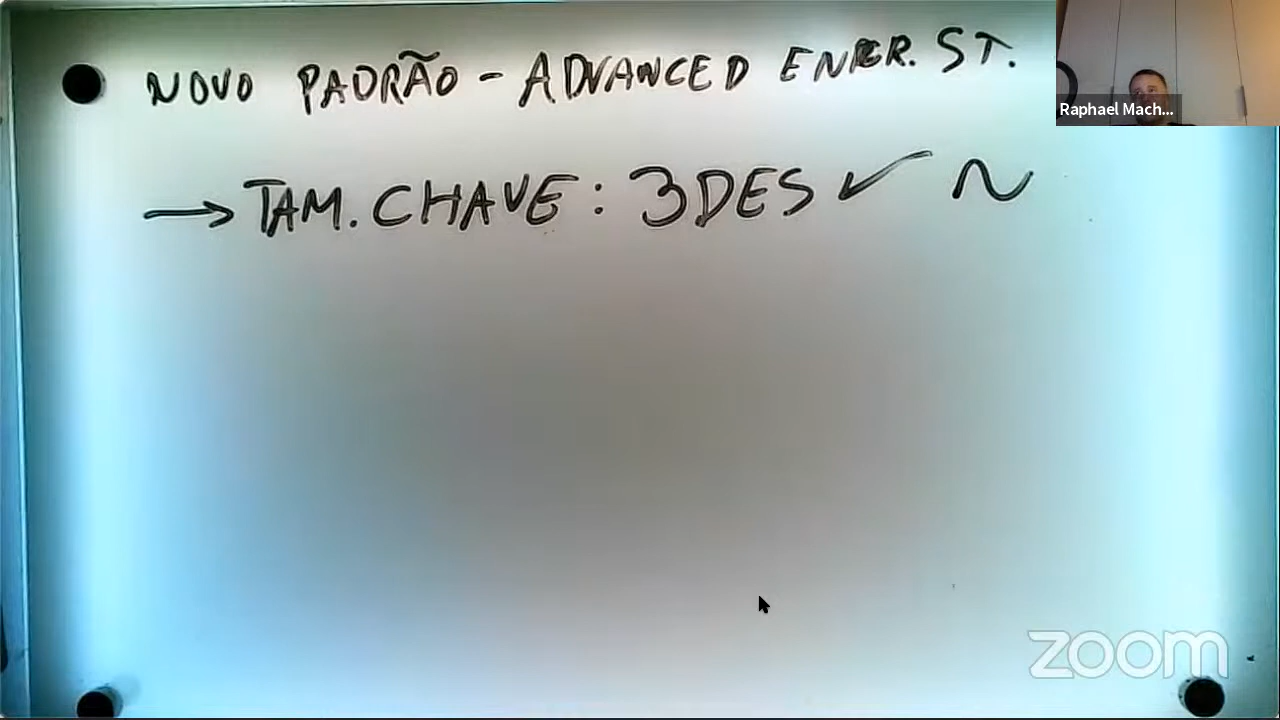 NOVO PADRÃO - ADVANCED ENCR. ST.
Raphael Mach...
→ TAM. CHAVE: 3DES ✓ ~
zoom